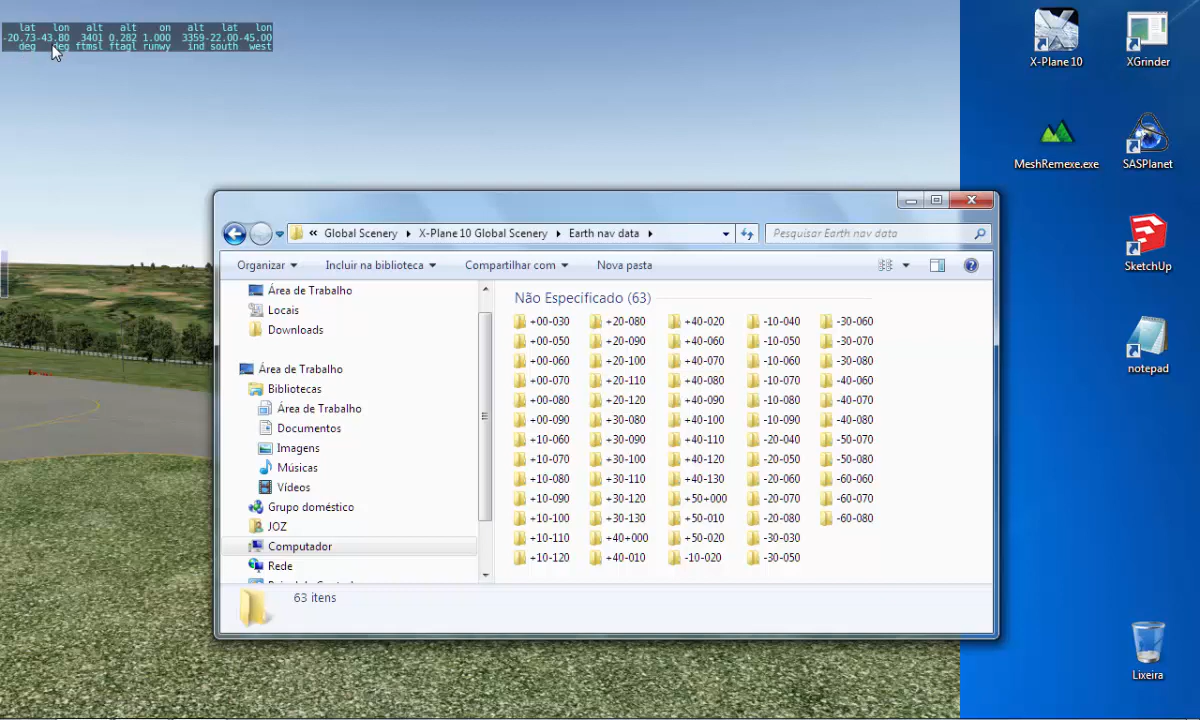 lat lon alt alt on alt lat lon
-20.73-43.80 3401 0.282 1.000 3359-22.00-45.00
deg deg ftmsl ftagl runwy ind south west
X-Plane 10
XGrinder
MeshRemexe.exe
SASPlanet
SketchUp
notepad
Lixeira
« Global Scenery X-Plane 10 Global Scenery Earth nav data
Pesquisar Earth nav data
Organizar Incluir na biblioteca Compartilhar com Nova pasta
Área de Trabalho
Locais
Downloads
Área de Trabalho
Bibliotecas
Área de Trabalho
Documentos
Imagens
Músicas
Vídeos
Grupo doméstico
JOZ
Computador
Rede
Não Especificado (63)
+00-030 +20-080 +40-020 -10-040 -30-060
+00-050 +20-090 +40-060 -10-050 -30-070
+00-060 +20-100 +40-070 -10-060 -30-080
+00-070 +20-110 +40-080 -10-070 -40-060
+00-080 +20-120 +40-090 -10-080 -40-070
+00-090 +30-080 +40-100 -10-090 -40-080
+10-060 +30-090 +40-110 -20-040 -50-070
+10-070 +30-100 +40-120 -20-050 -50-080
+10-080 +30-110 +40-130 -20-060 -60-060
+10-090 +30-120 +50+000 -20-070 -60-070
+10-100 +30-130 +50-010 -20-080 -60-080
+10-110 +40+000 +50-020 -30-030
+10-120 +40-010 -10-020 -30-050
63 itens